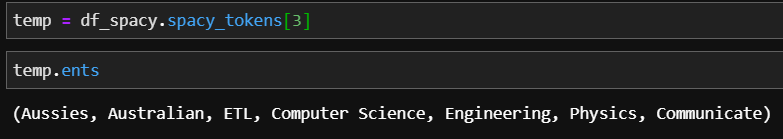 temp = df_spacy.spacy_tokens[3]
temp.ents
(Aussies, Australian, ETL, Computer Science, Engineering, Physics, Communicate)